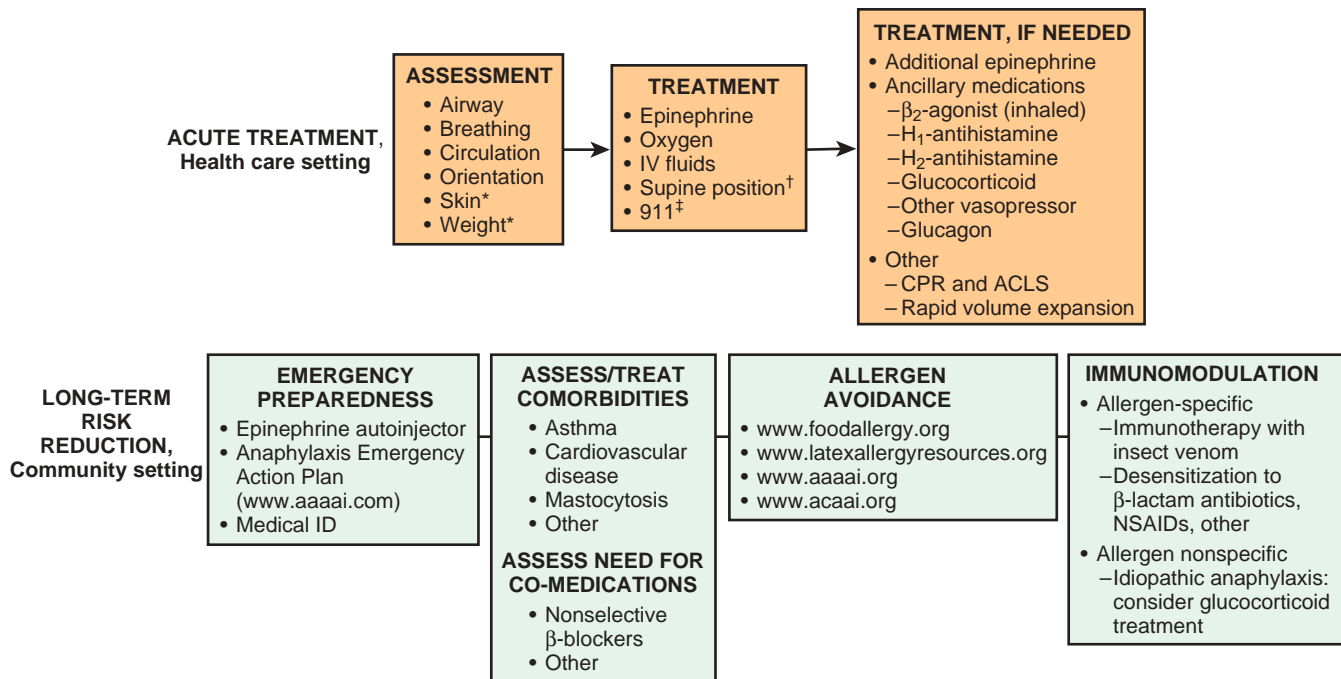 ACUTE TREATMENT,
Health care setting
ASSESSMENT
• Airway
• Breathing
• Circulation
• Orientation
• Skin*
• Weight*
TREATMENT
• Epinephrine
• Oxygen
• IV fluids
• Supine position†
• 911‡
TREATMENT, IF NEEDED
• Additional epinephrine
• Ancillary medications
–β₂-agonist (inhaled)
–H₁-antihistamine
–H₂-antihistamine
–Glucocorticoid
–Other vasopressor
–Glucagon
• Other
–CPR and ACLS
–Rapid volume expansion
LONG-TERM
RISK
REDUCTION,
Community setting
EMERGENCY
PREPAREDNESS
• Epinephrine autoinjector
• Anaphylaxis Emergency
Action Plan
(www.aaaai.com)
• Medical ID
ASSESS/TREAT
COMORBIDITIES
• Asthma
• Cardiovascular
disease
• Mastocytosis
• Other
ASSESS NEED FOR
CO-MEDICATIONS
• Nonselective
β-blockers
• Other
ALLERGEN
AVOIDANCE
• www.foodallergy.org
• www.latexallergyresources.org
• www.aaaai.org
• www.acaai.org
IMMUNOMODULATION
• Allergen-specific
–Immunotherapy with
insect venom
–Desensitization to
β-lactam antibiotics,
NSAIDs, other
• Allergen nonspecific
–Idiopathic anaphylaxis:
consider glucocorticoid
treatment